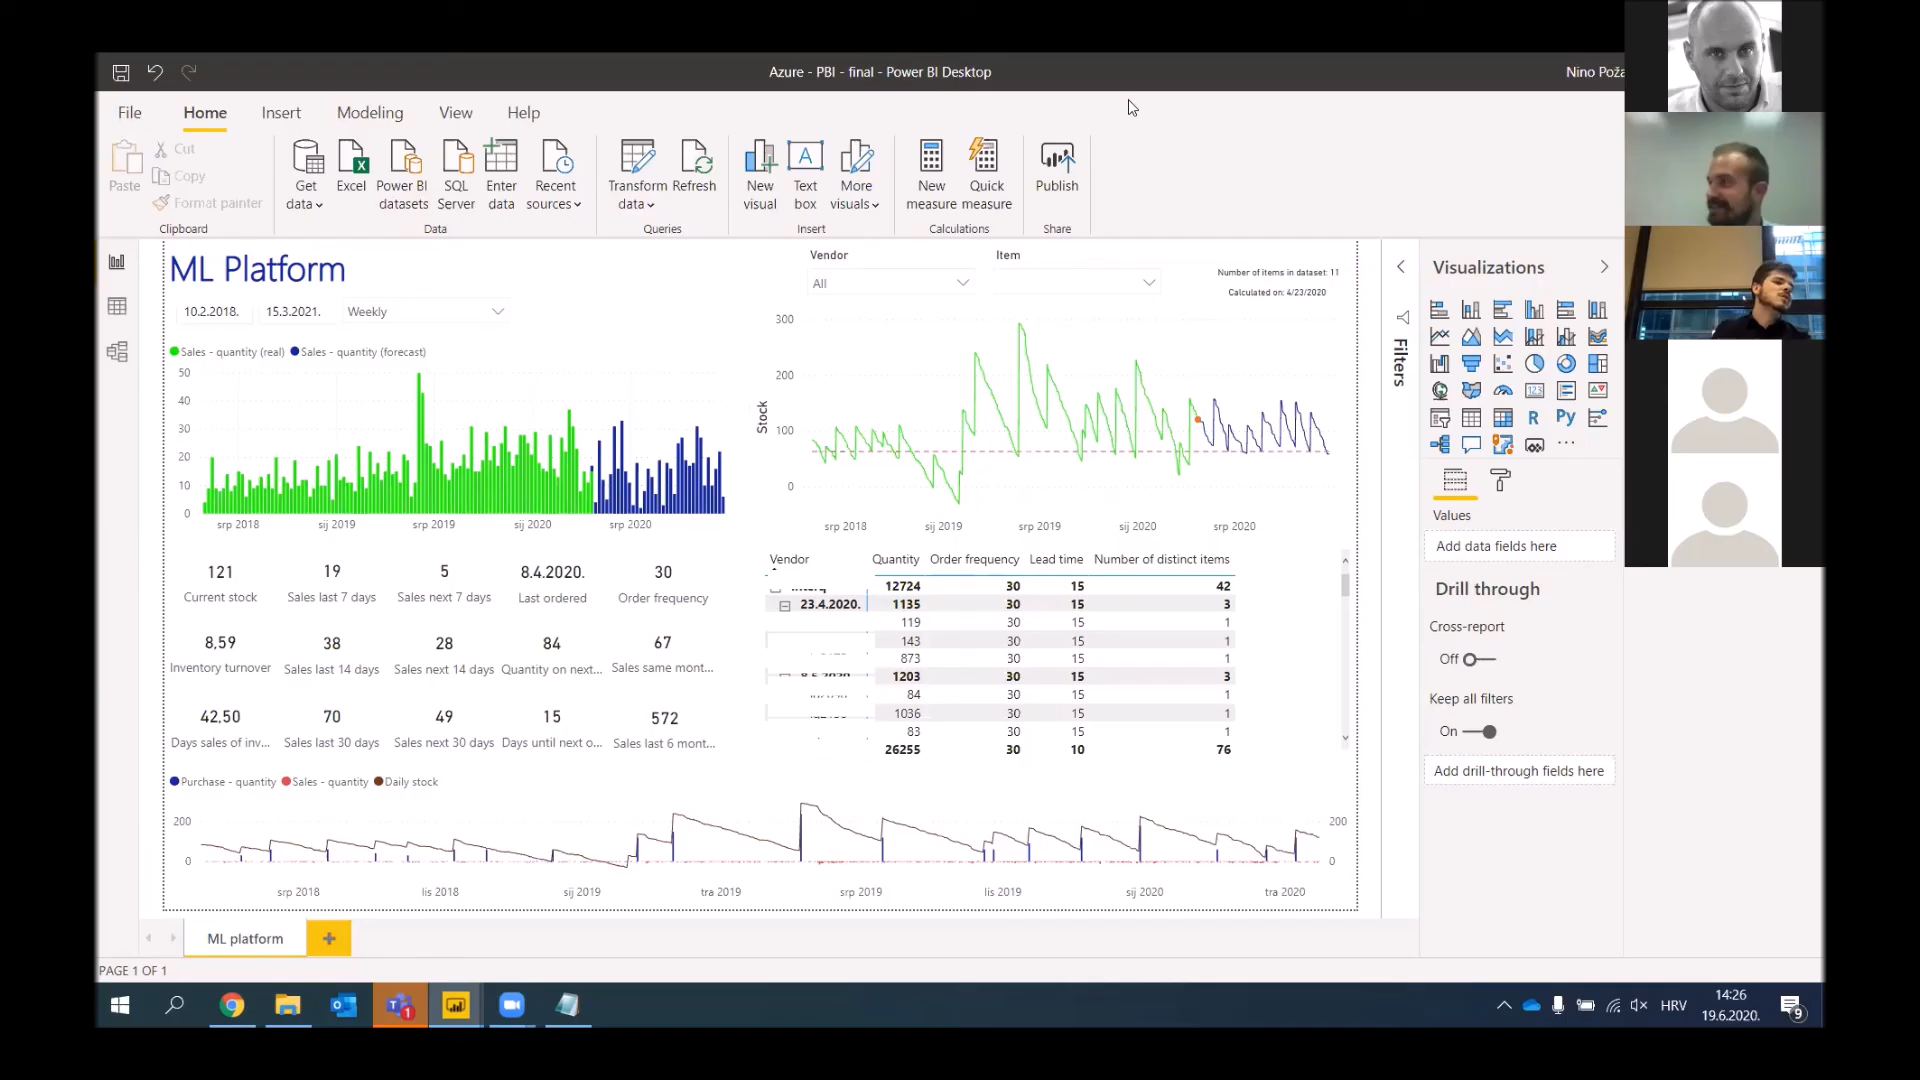 Azure - PBI - final - Power BI Desktop
Nino Poža
File Home Insert Modeling View Help
Paste
Cut
Copy
Format painter
Clipboard
Get data
Excel
Power BI datasets
SQL Server
Enter data
Recent sources
Data
Transform data
Refresh
Queries
New visual
Text box
More visuals
Insert
New measure
Quick measure
Calculations
Publish
Share
ML Platform
10.2.2018. 15.3.2021. Weekly
Sales - quantity (real) Sales - quantity (forecast)
50
40
30
20
10
0
srp 2018 sij 2019 srp 2019 sij 2020 srp 2020
Vendor
All
Item
Number of items in dataset: 11
Calculated on: 4/23/2020
Stock
300
200
100
0
srp 2018 sij 2019 srp 2019 sij 2020 srp 2020
121 19 5 8.4.2020. 30
Current stock Sales last 7 days Sales next 7 days Last ordered Order frequency
8,59 38 28 84 67
Inventory turnover Sales last 14 days Sales next 14 days Quantity on next... Sales same mont...
42,50 70 49 15 572
Days sales of inv... Sales last 30 days Sales next 30 days Days until next o... Sales last 6 mont...
Vendor Quantity Order frequency Lead time Number of distinct items
12724 30 15 42
23.4.2020. 1135 30 15 3
119 30 15 1
143 30 15 1
873 30 15 1
1203 30 15 3
84 30 15 1
1036 30 15 1
83 30 15 1
26255 30 10 76
Purchase - quantity Sales - quantity Daily stock
200 200
0 0
srp 2018 lis 2018 sij 2019 tra 2019 srp 2019 lis 2019 sij 2020 tra 2020
Filters
Visualizations
123
R Py
...
Values
Add data fields here
Drill through
Cross-report
Off
Keep all filters
On
Add drill-through fields here
ML platform
PAGE 1 OF 1
1
HRV
14:26
19.6.2020.
9